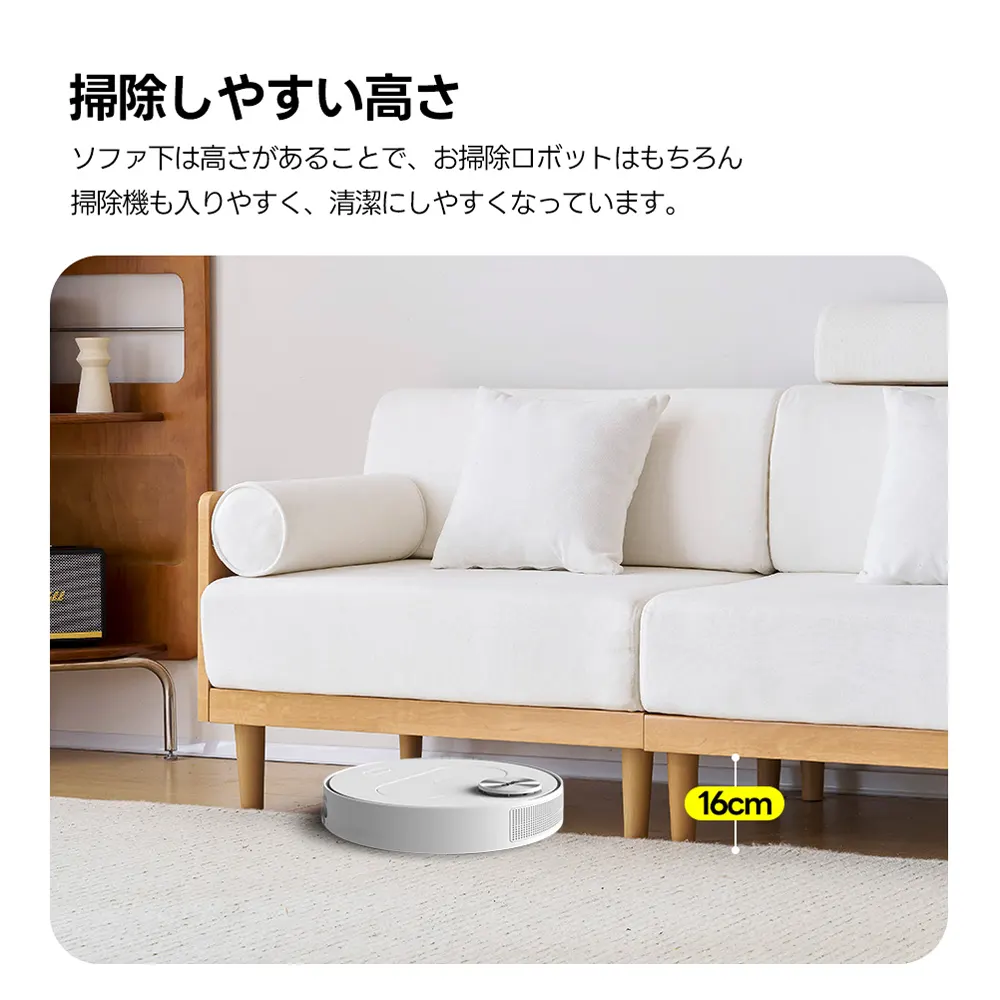 掃除しやすい高さ
ソファ下は高さがあることで、お掃除ロボットはもちろん
掃除機も入りやすく、清潔にしやすくなっています。
16cm